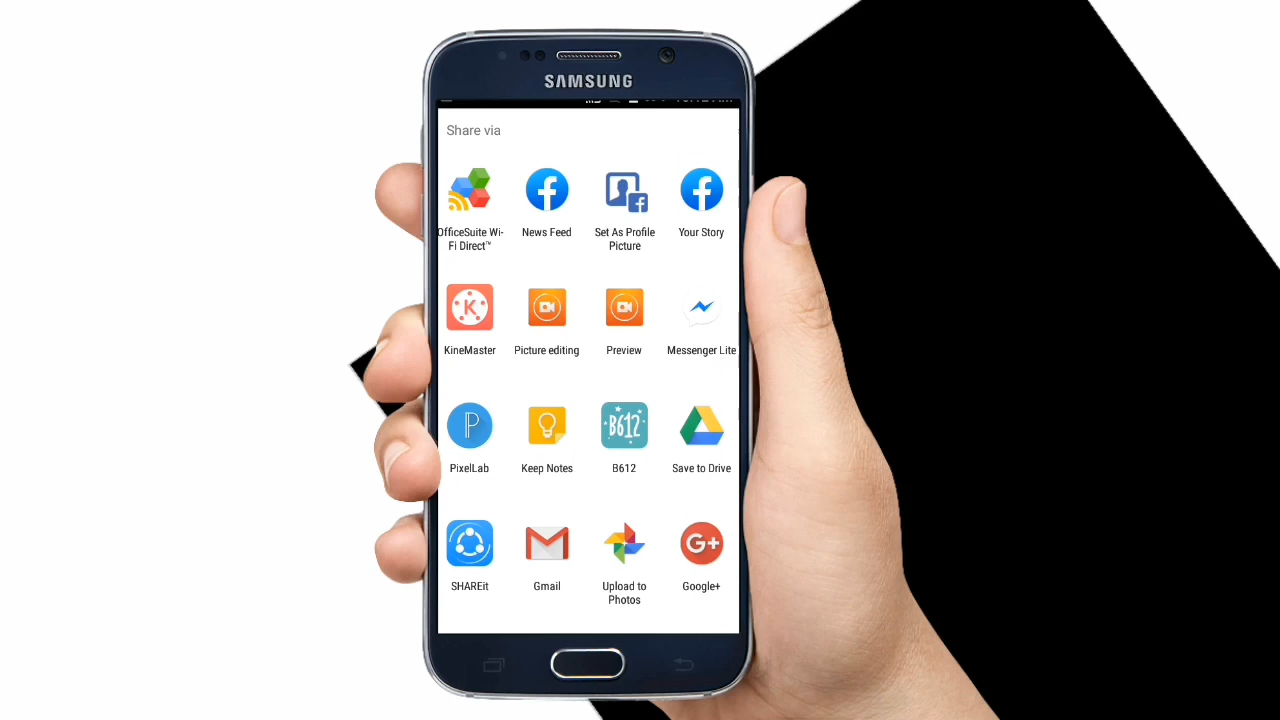 SAMSUNG
Share via
OfficeSuite Wi-
Fi Direct™
News Feed
Set As Profile
Picture
Your Story
KineMaster
Picture editing
Preview
Messenger Lite
PixelLab
Keep Notes
B612
B612
Save to Drive
SHAREit
Gmail
Upload to
Photos
G+
Google+